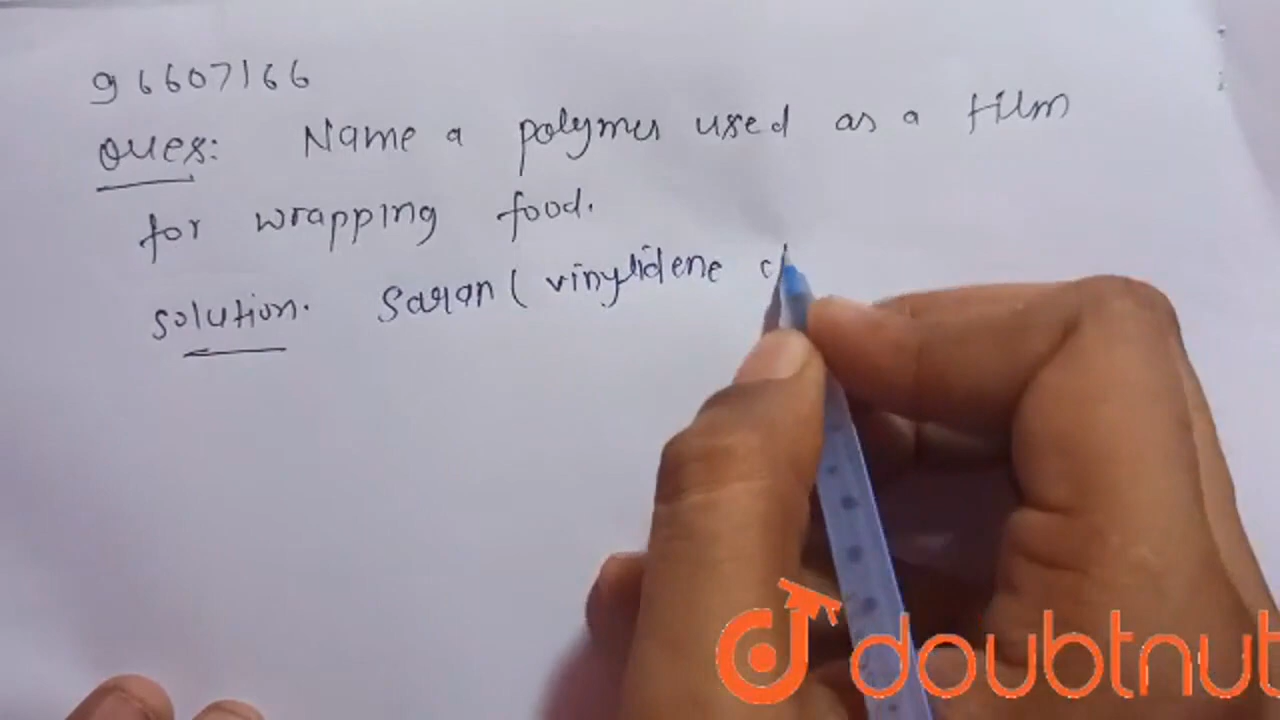 96607166
Ques: Name a polymer used as a film
for wrapping food.
Solution. Saran ( vinylidene c
doubtnut